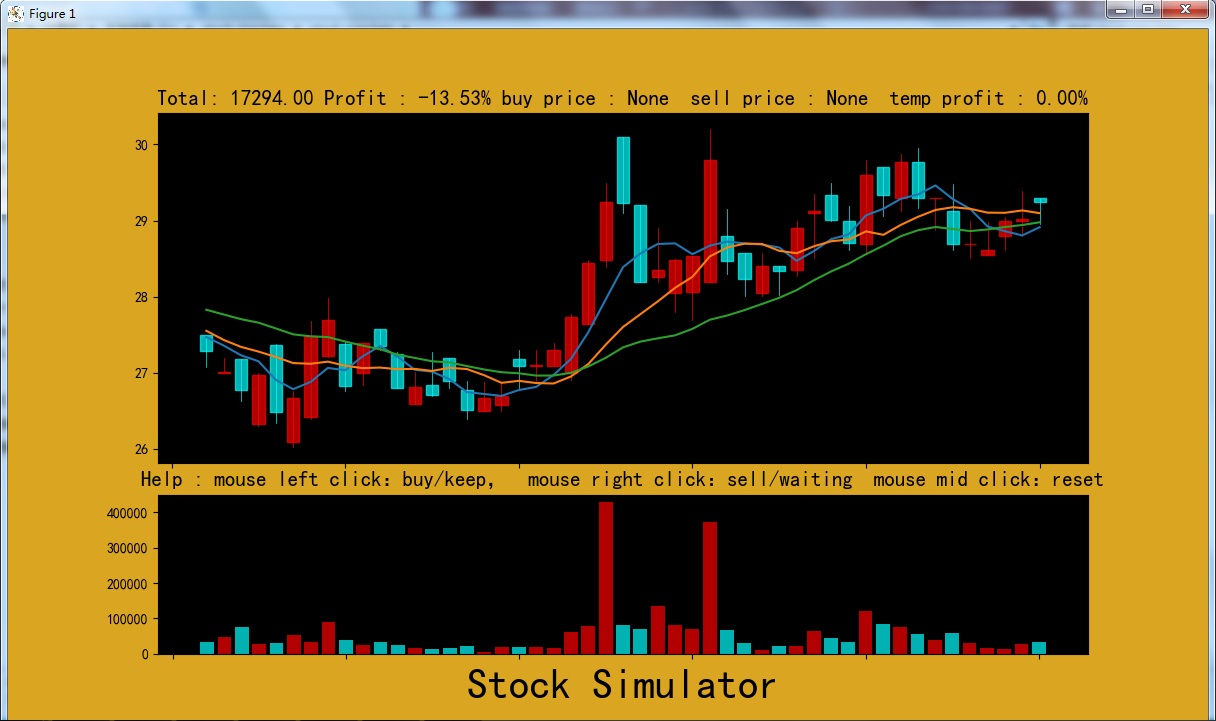 Figure 1
Total: 17294.00 Profit : -13.53% buy price : None  sell price : None  temp profit : 0.00%
30
29
28
27
26
Help : mouse left click: buy/keep,   mouse right click: sell/waiting  mouse mid click: reset
400000
300000
200000
100000
0
Stock Simulator